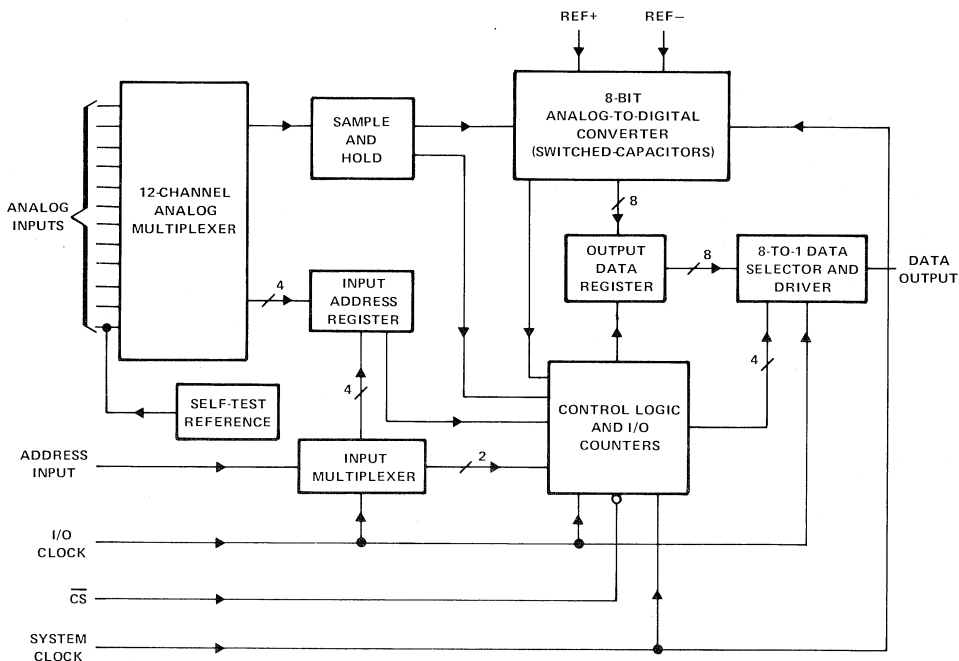 REF+
REF−
8-BIT
ANALOG-TO-DIGITAL
CONVERTER
(SWITCHED-CAPACITORS)
SAMPLE
AND
HOLD
12-CHANNEL
ANALOG
MULTIPLEXER
ANALOG
INPUTS
8
OUTPUT
DATA
REGISTER
8
8-TO-1 DATA
SELECTOR AND
DRIVER
DATA
OUTPUT
4
INPUT
ADDRESS
REGISTER
4
4
SELF-TEST
REFERENCE
CONTROL LOGIC
AND I/O
COUNTERS
ADDRESS
INPUT
INPUT
MULTIPLEXER
2
I/O
CLOCK
C̅S̅
SYSTEM
CLOCK